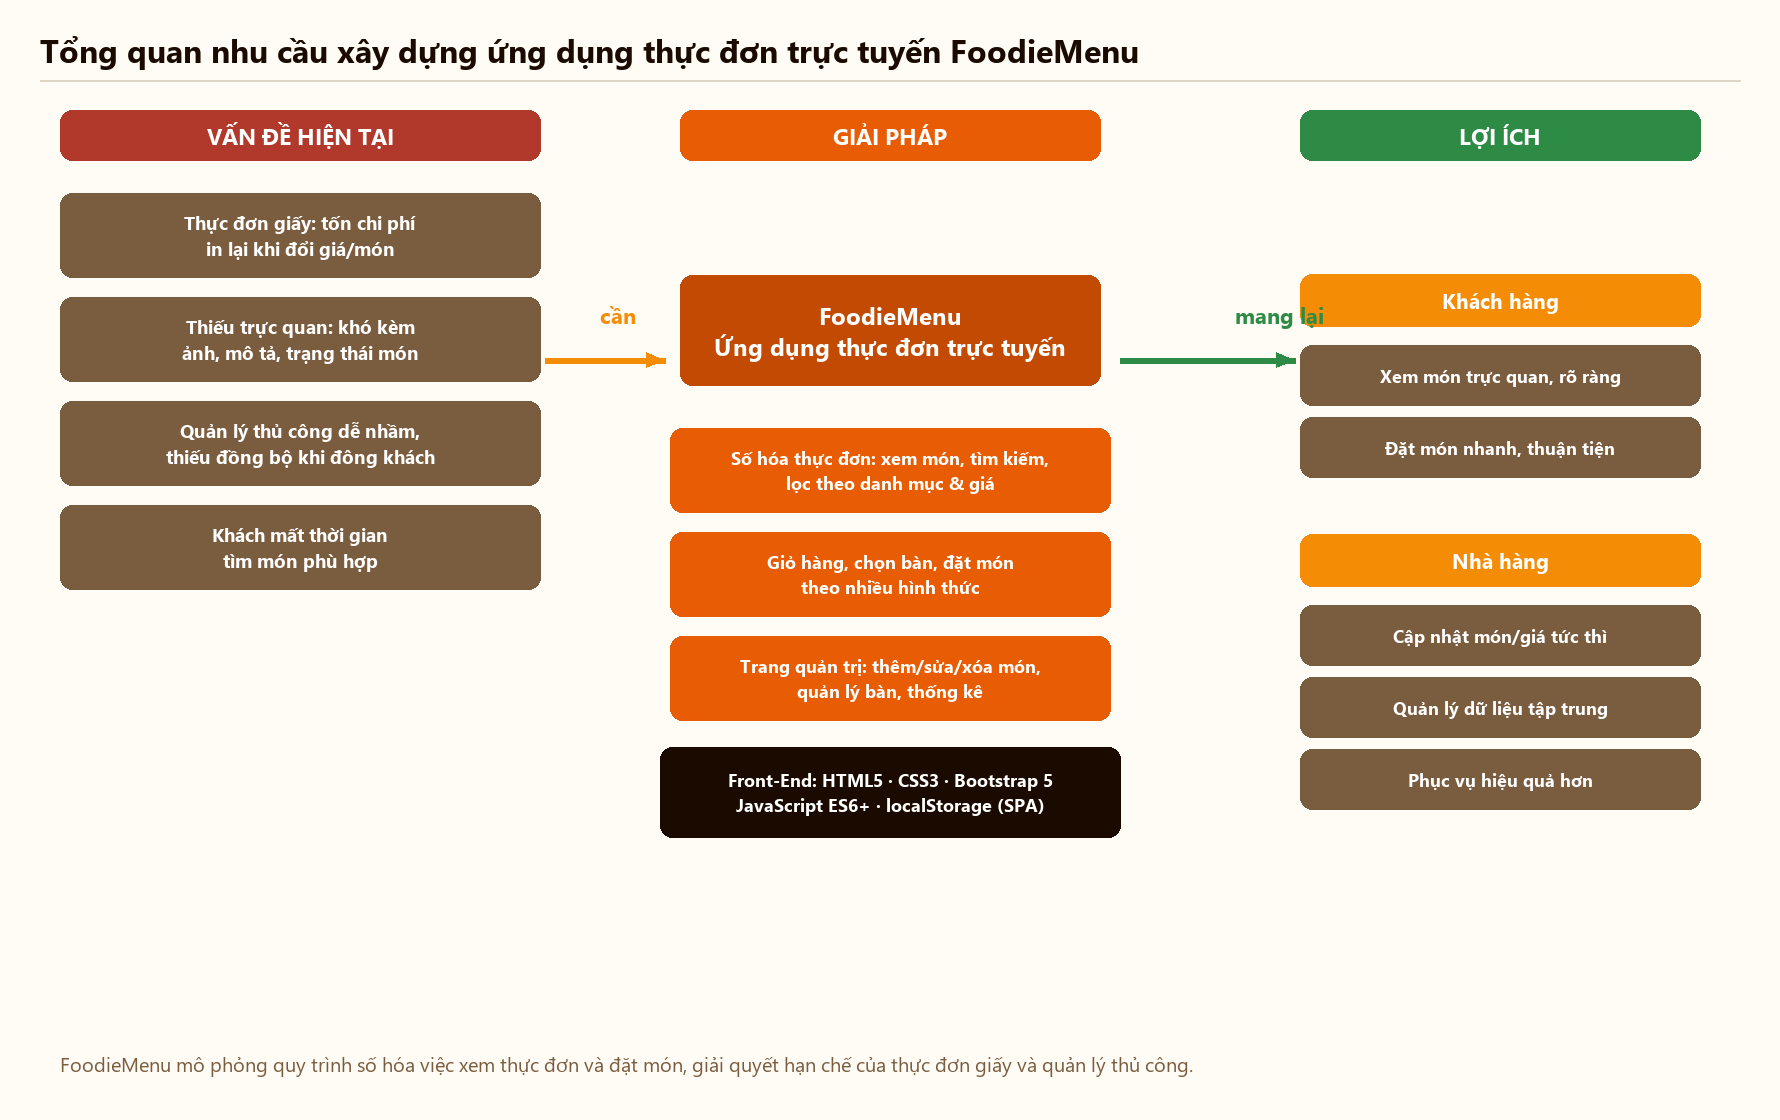 Tổng quan nhu cầu xây dựng ứng dụng thực đơn trực tuyến FoodieMenu
VẤN ĐỀ HIỆN TẠI
Thực đơn giấy: tốn chi phí
in lại khi đổi giá/món
Thiếu trực quan: khó kèm
ảnh, mô tả, trạng thái món
Quản lý thủ công dễ nhầm,
thiếu đồng bộ khi đông khách
Khách mất thời gian
tìm món phù hợp
cần
GIẢI PHÁP
FoodieMenu
Ứng dụng thực đơn trực tuyến
Số hóa thực đơn: xem món, tìm kiếm,
lọc theo danh mục & giá
Giỏ hàng, chọn bàn, đặt món
theo nhiều hình thức
Trang quản trị: thêm/sửa/xóa món,
quản lý bàn, thống kê
Front-End: HTML5 · CSS3 · Bootstrap 5
JavaScript ES6+ · localStorage (SPA)
mang lại
LỢI ÍCH
Khách hàng
Xem món trực quan, rõ ràng
Đặt món nhanh, thuận tiện
Nhà hàng
Cập nhật món/giá tức thì
Quản lý dữ liệu tập trung
Phục vụ hiệu quả hơn
FoodieMenu mô phỏng quy trình số hóa việc xem thực đơn và đặt món, giải quyết hạn chế của thực đơn giấy và quản lý thủ công.